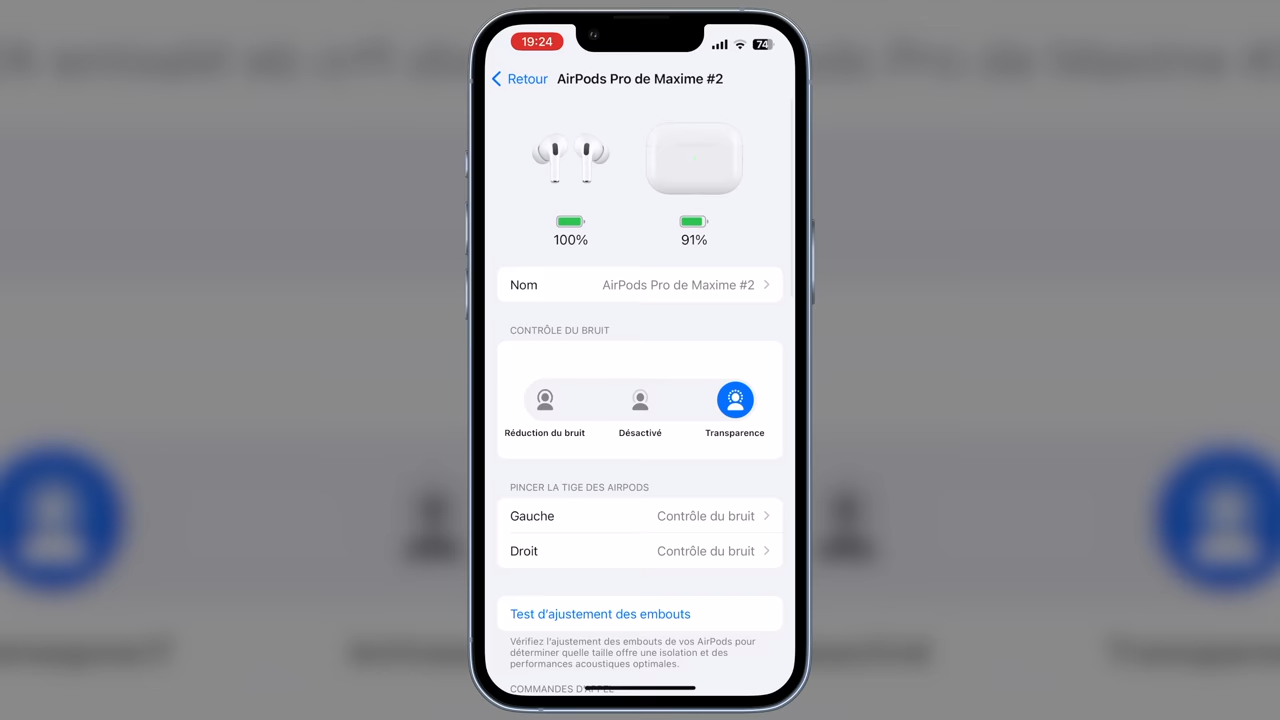 19:24
74
Retour
AirPods Pro de Maxime #2
100%
91%
Nom
AirPods Pro de Maxime #2
CONTRÔLE DU BRUIT
Réduction du bruit
Désactivé
Transparence
PINCER LA TIGE DES AIRPODS
Gauche
Contrôle du bruit
Droit
Contrôle du bruit
Test d'ajustement des embouts
Vérifiez l'ajustement des embouts de vos AirPods pour
déterminer quelle taille offre une isolation et des
performances acoustiques optimales.
COMMANDES D'APPEL